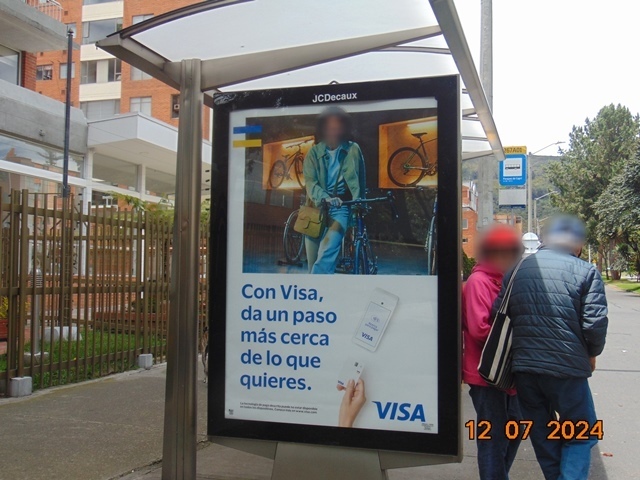 JCDecaux
Con Visa,
da un paso
más cerca
de lo que
quieres.
VISA
VISA
12 07 2024